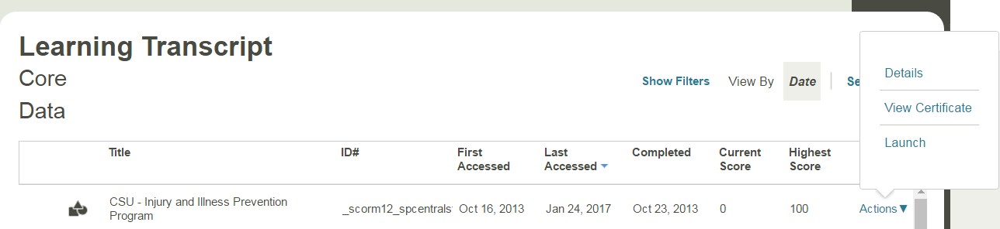 Learning Transcript
Core
Data
Show Filters View By Date Se
Details
View Certificate
Launch
Title ID# First Accessed Last Accessed Completed Current Score Highest Score
CSU - Injury and Illness Prevention Program _scorm12_spcentrals Oct 16, 2013 Jan 24, 2017 Oct 23, 2013 0 100 Actions▼